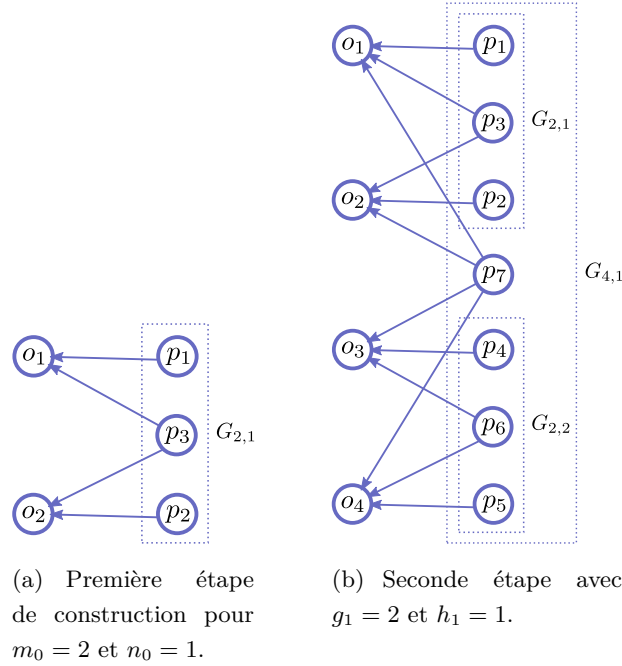 o₁ p₁
p₃ G₂,₁
o₂ p₂
p₇ G₄,₁
o₃ p₄
p₆ G₂,₂
o₄ p₅
o₁ p₁
p₃ G₂,₁
o₂ p₂
(a) Première étape
de construction pour
m₀ = 2 et n₀ = 1.
(b) Seconde étape avec
g₁ = 2 et h₁ = 1.